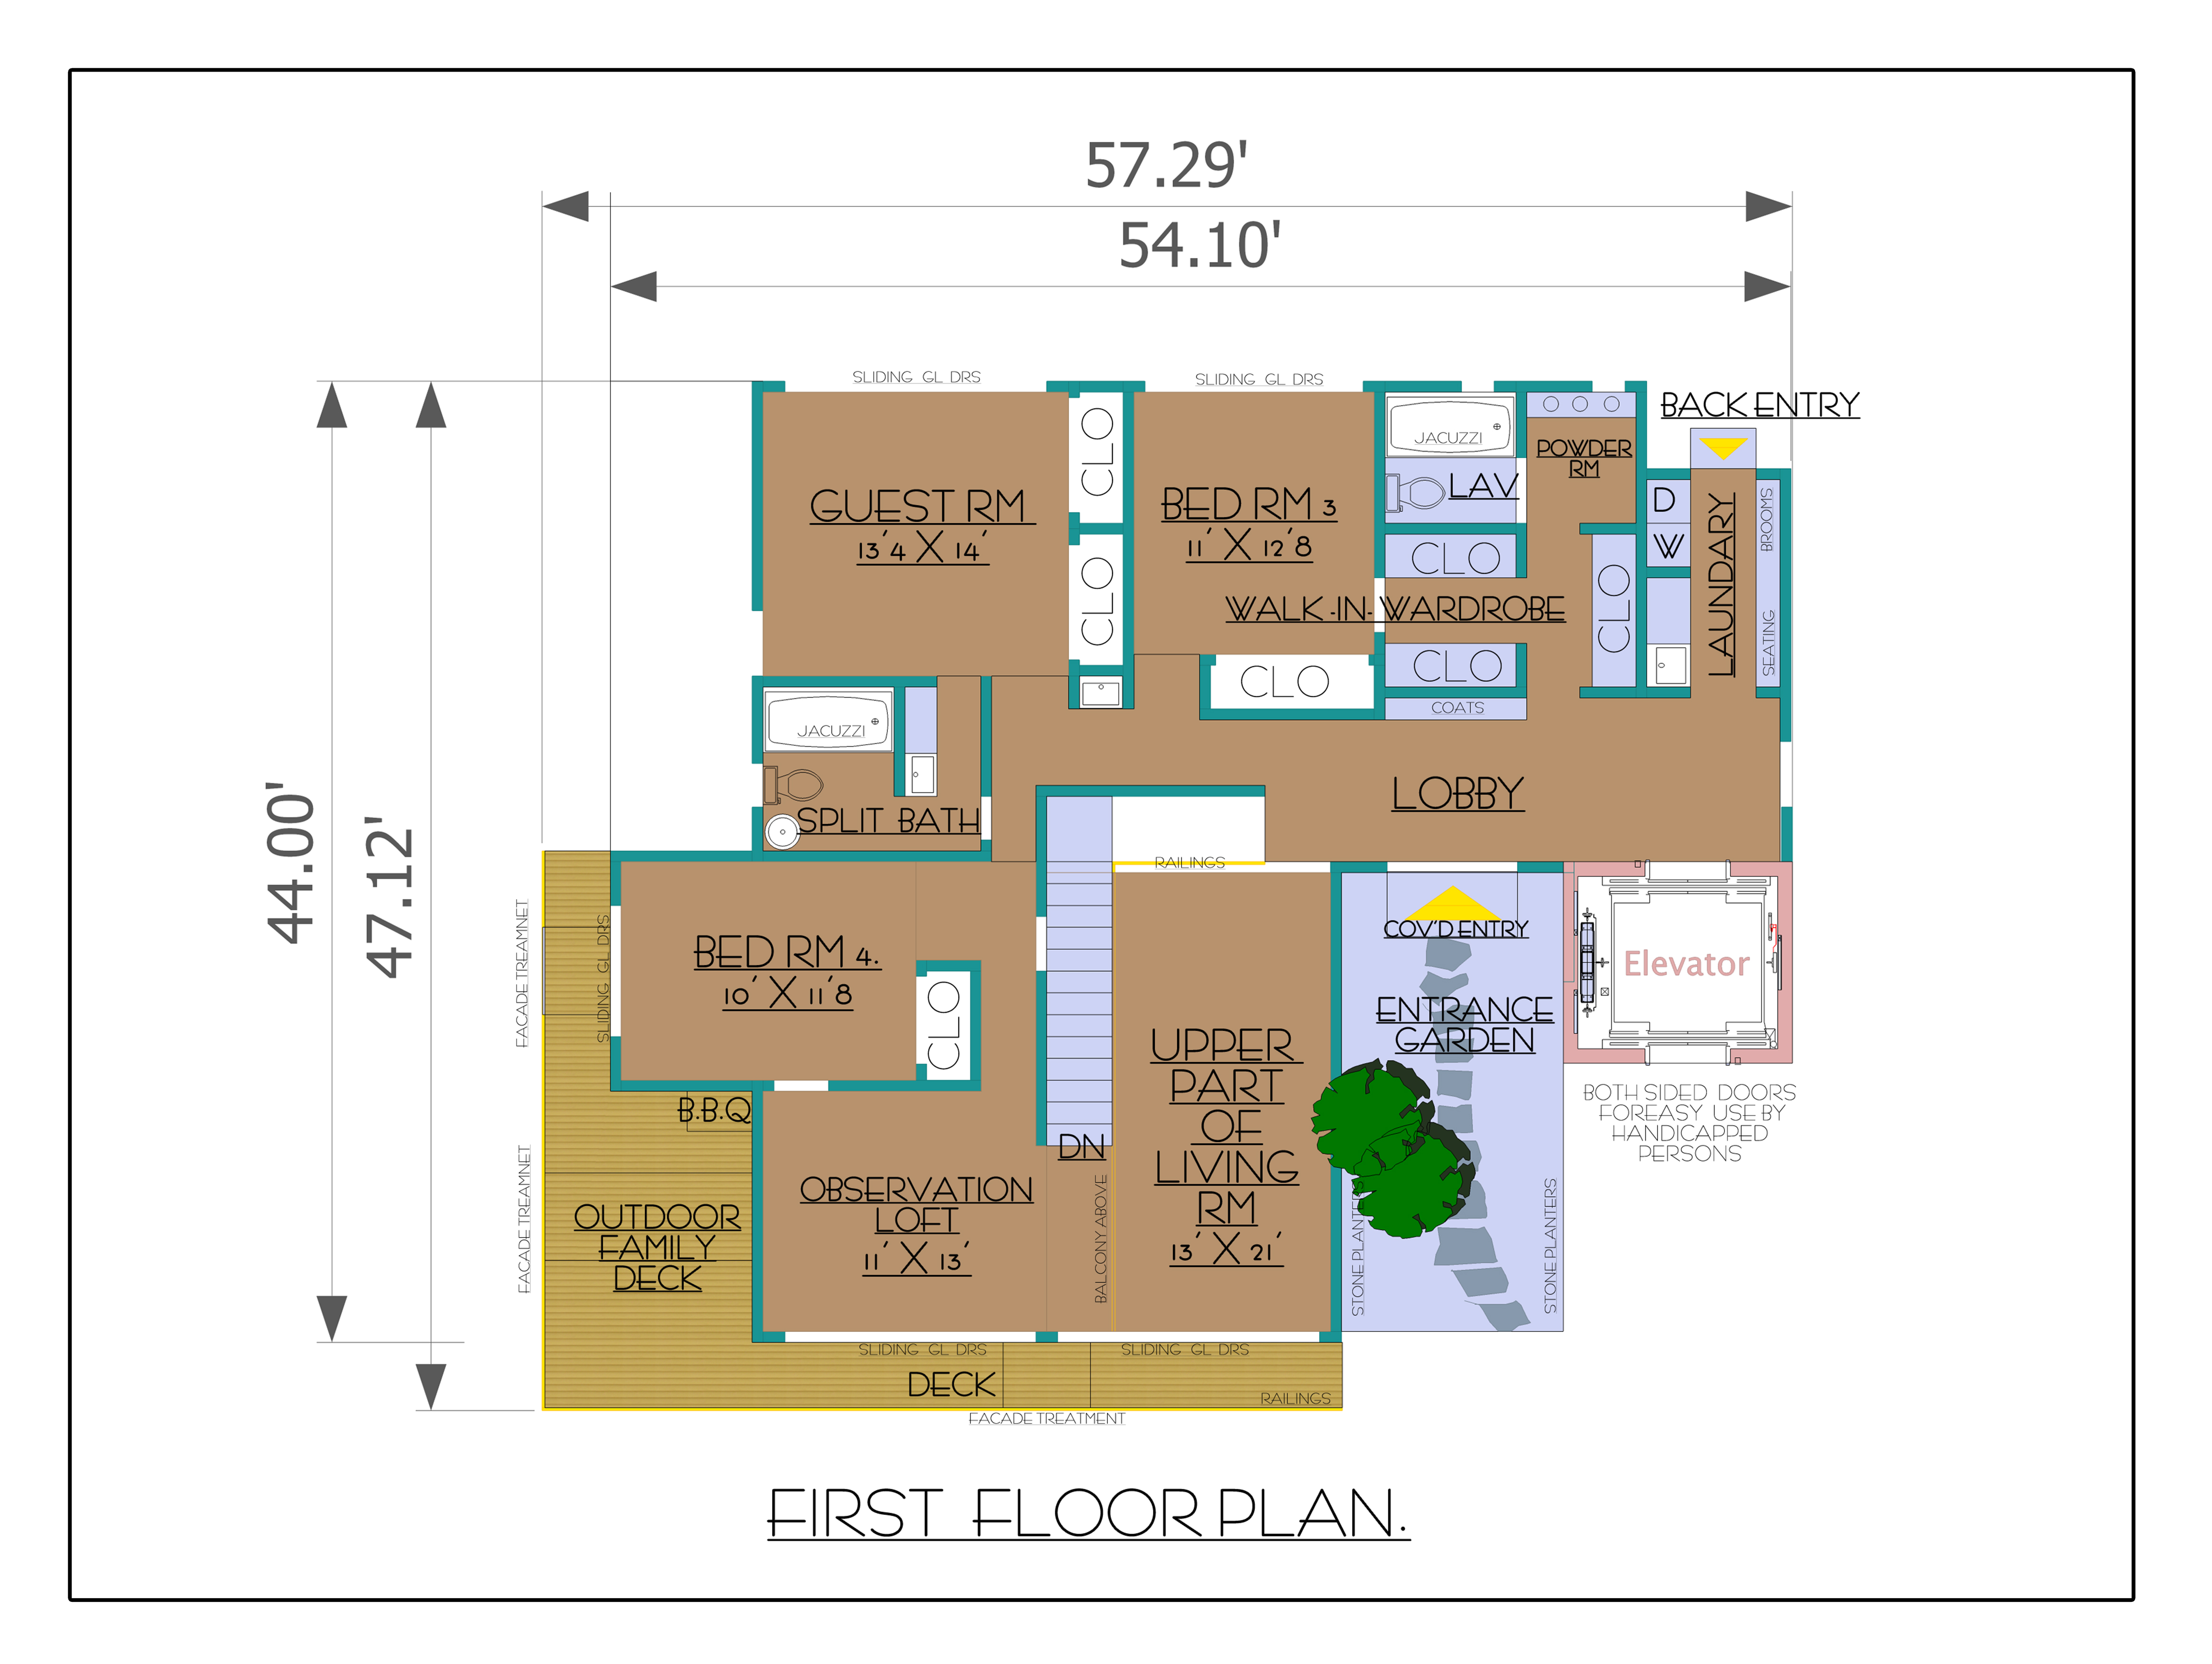 57.29'
54.10'
44.00'
47.12'
SLIDING GL DRS
SLIDING GL DRS
BACK ENTRY
GUEST RM
13'4 X 14'
CLO
CLO
BED RM 3
11' X 12'8
JACUZZI
LAV
POWDER
RM
CLO
WALK-IN-WARDROBE
CLO
CLO
COATS
CLO
D
W
LAUNDARY
BROOMS
SEATING
JACUZZI
SPLIT BATH
LOBBY
RAILINGS
FACADE TREAMNET
SLIDING GL DRS
BED RM 4.
10' X 11'8
CLO
COV'D ENTRY
ENTRANCE
GARDEN
Elevator
BOTH SIDED DOORS
FOREASY USE BY
HANDICAPPED
PERSONS
UPPER
PART
OF
LIVING
RM
13' X 21'
B.B.Q
DN
FACADE TREAMNET
OUTDOOR
FAMILY
DECK
OBSERVATION
LOFT
11' X 13'
BALCONY ABOVE
STONE PLANTERS
STONE PLANTERS
SLIDING GL DRS
SLIDING GL DRS
DECK
RAILINGS
FACADE TREATMENT
FIRST FLOOR PLAN.